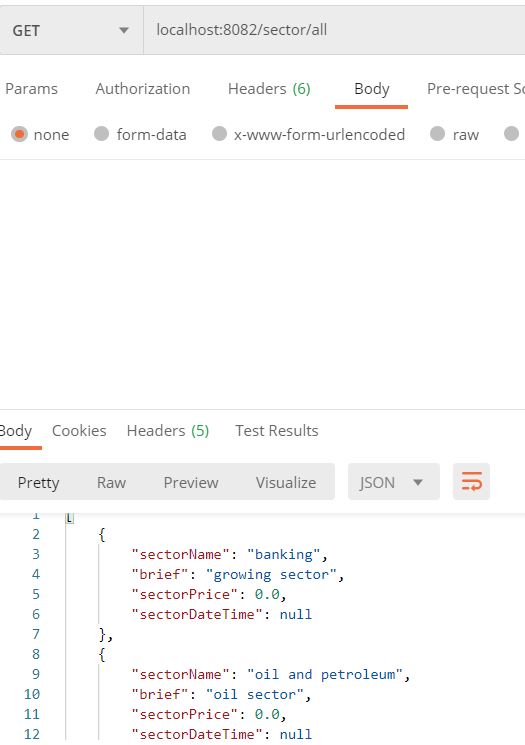 GET localhost:8082/sector/all
Params Authorization Headers (6) Body Pre-request Sc
none form-data x-www-form-urlencoded raw
Body Cookies Headers (5) Test Results
Pretty Raw Preview Visualize JSON
1 [
2 {
3 "sectorName": "banking",
4 "brief": "growing sector",
5 "sectorPrice": 0.0,
6 "sectorDateTime": null
7 },
8 {
9 "sectorName": "oil and petroleum",
10 "brief": "oil sector",
11 "sectorPrice": 0.0,
12 "sectorDateTime": null